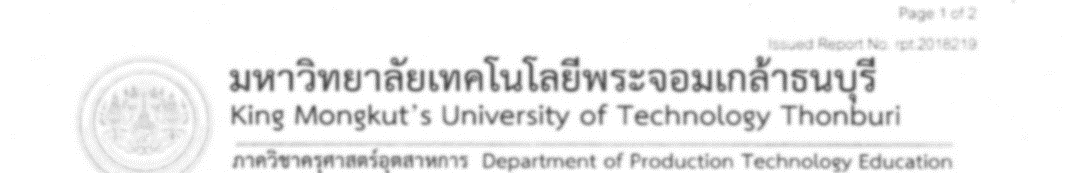 Page 1 of 2
Issued Report No. rpt.2018219
มหาวิทยาลัยเทคโนโลยีพระจอมเกล้าธนบุรี
King Mongkut's University of Technology Thonburi
ภาควิชาครุศาสตร์อุตสาหการ Department of Production Technology Education